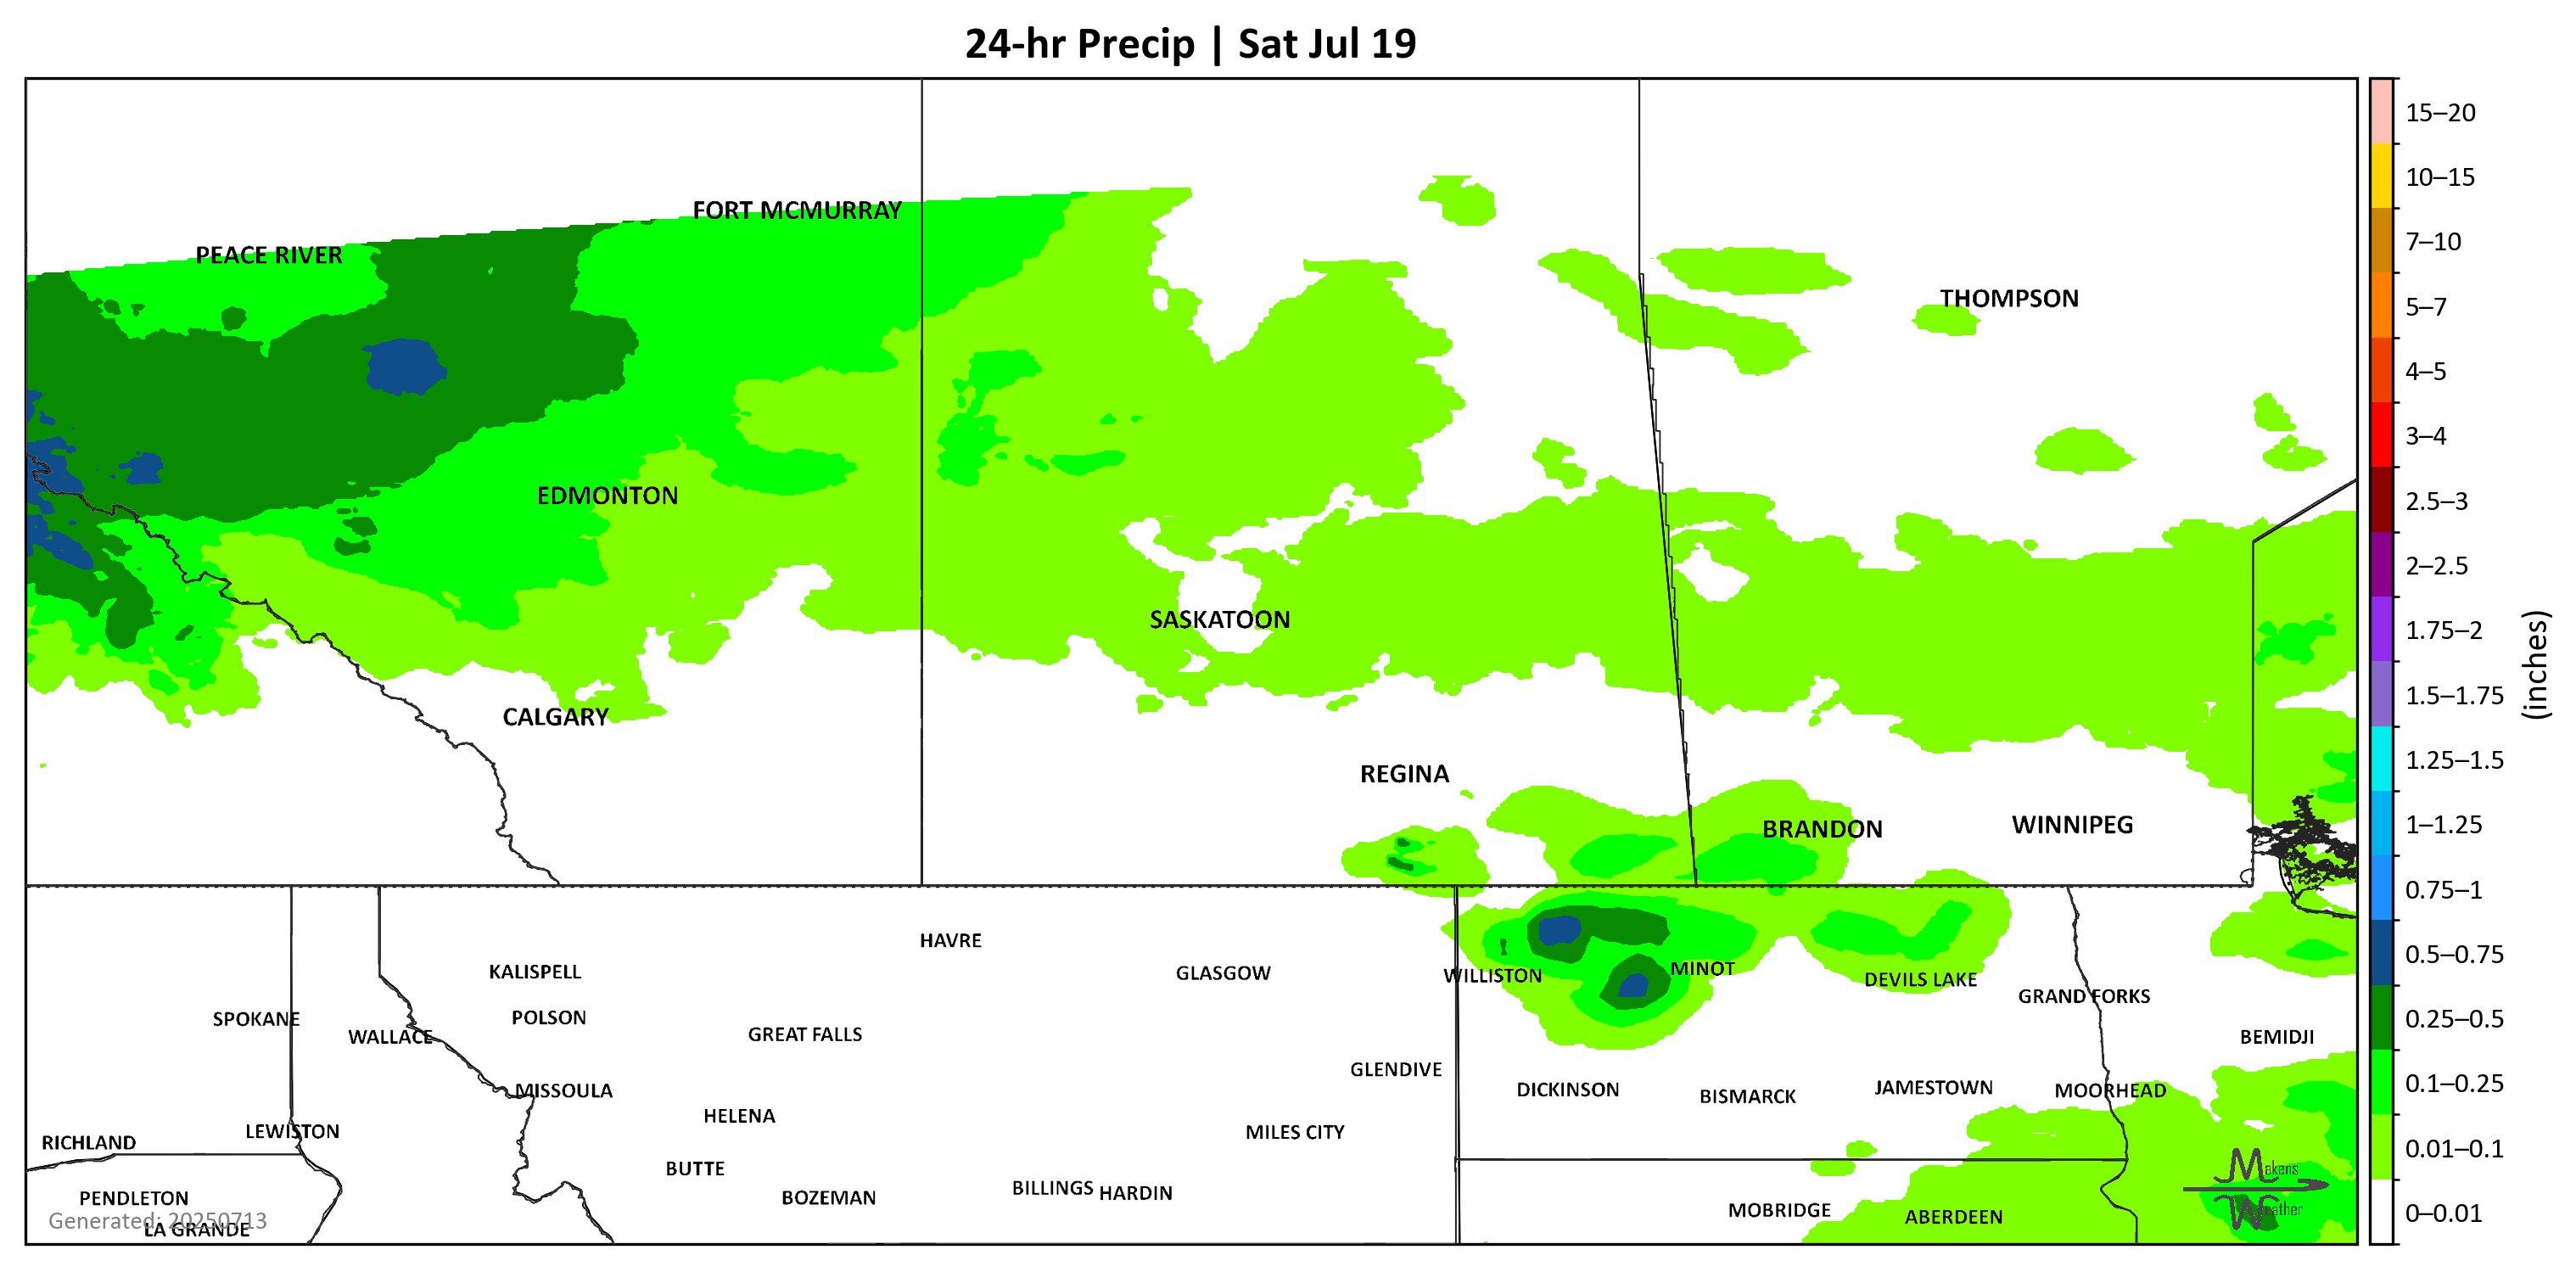 24-hr Precip | Sat Jul 19
FORT MCMURRAY
PEACE RIVER
THOMPSON
EDMONTON
SASKATOON
CALGARY
REGINA
BRANDON
WINNIPEG
HAVRE
KALISPELL
GLASGOW
WILLISTON
MINOT
DEVILS LAKE
GRAND FORKS
SPOKANE
WALLACE
POLSON
GREAT FALLS
BEMIDJI
GLENDIVE
MISSOULA
DICKINSON
BISMARCK
JAMESTOWN
MOORHEAD
HELENA
RICHLAND
LEWISTON
MILES CITY
BUTTE
PENDLETON
BOZEMAN
BILLINGS
HARDIN
MOBRIDGE
ABERDEEN
Generated: 20250713
LA GRANDE
Makens
Weather
15–20
10–15
7–10
5–7
4–5
3–4
2.5–3
2–2.5
1.75–2
1.5–1.75
1.25–1.5
1–1.25
0.75–1
0.5–0.75
0.25–0.5
0.1–0.25
0.01–0.1
0–0.01
(inches)